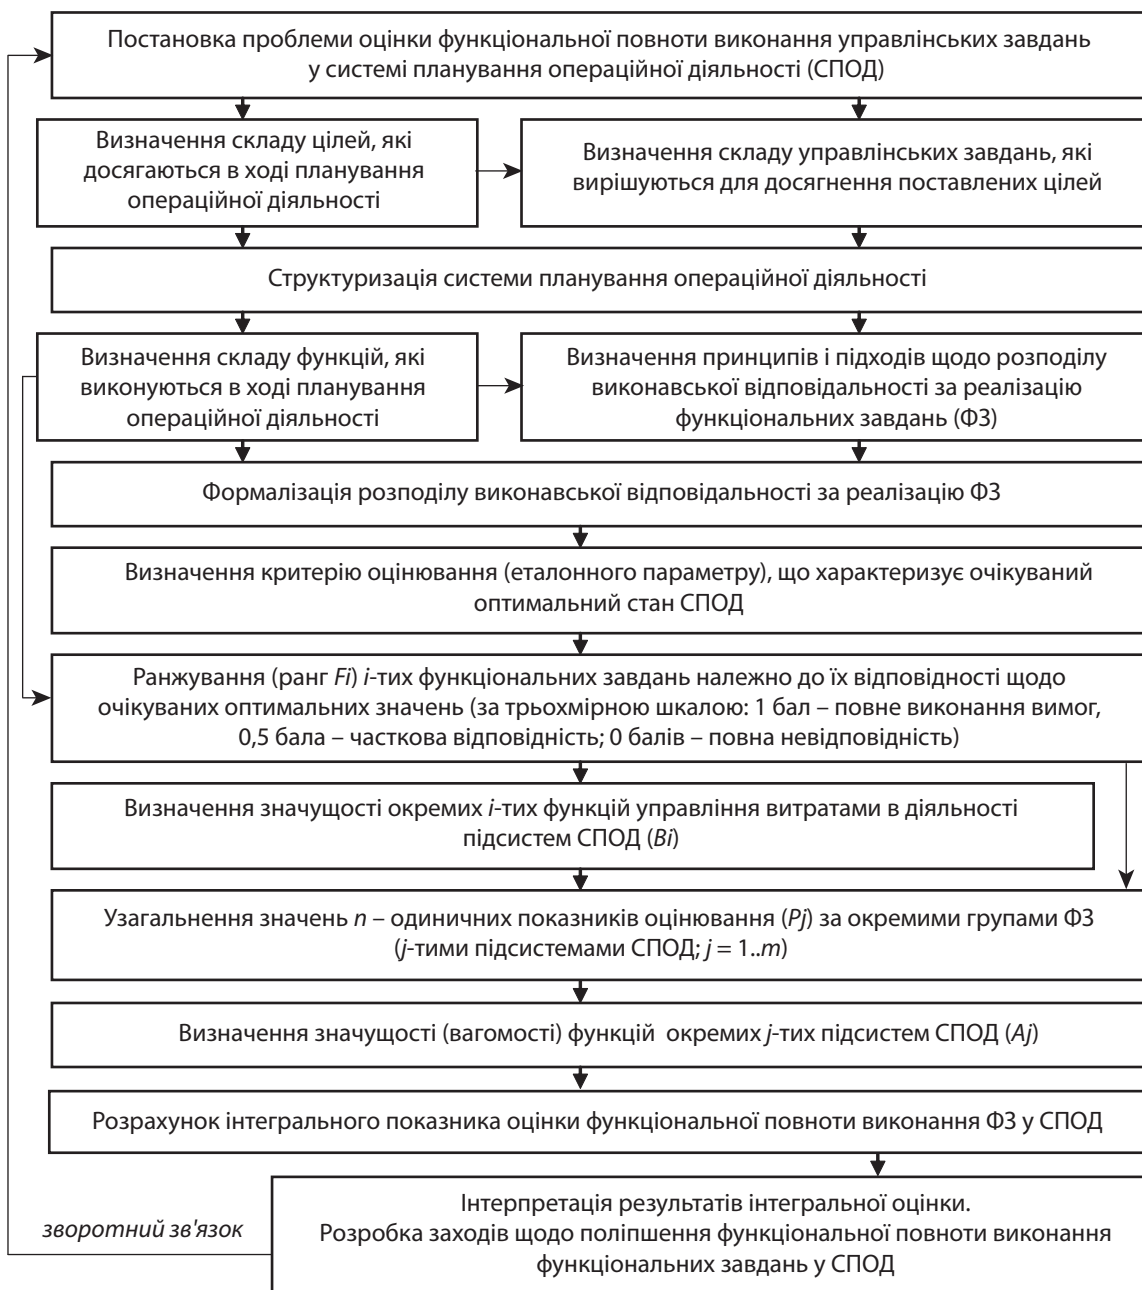 Постановка проблеми оцінки функціональної повноти виконання управлінських завдань
у системі планування операційної діяльності (СПОД)
Визначення складу цілей, які
досягаються в ході планування
операційної діяльності
Визначення складу управлінських завдань, які
вирішуються для досягнення поставлених цілей
Структуризація системи планування операційної діяльності
Визначення складу функцій, які
виконуються в ході планування
операційної діяльності
Визначення принципів і підходів щодо розподілу
виконавської відповідальності за реалізацію
функціональних завдань (ФЗ)
Формалізація розподілу виконавської відповідальності за реалізацію ФЗ
Визначення критерію оцінювання (еталонного параметру), що характеризує очікуваний
оптимальний стан СПОД
Ранжування (ранг Fi) i-тих функціональних завдань належно до їх відповідності щодо
очікуваних оптимальних значень (за трьохмірною шкалою: 1 бал – повне виконання вимог,
0,5 бала – часткова відповідність; 0 балів – повна невідповідність)
Визначення значущості окремих i-тих функцій управління витратами в діяльності
підсистем СПОД (Bi)
Узагальнення значень n – одиничних показників оцінювання (Pj) за окремими групами ФЗ
(j-тими підсистемами СПОД; j = 1..m)
Визначення значущості (вагомості) функцій окремих j-тих підсистем СПОД (Aj)
Розрахунок інтегрального показника оцінки функціональної повноти виконання ФЗ у СПОД
Інтерпретація результатів інтегральної оцінки.
Розробка заходів щодо поліпшення функціональної повноти виконання
функціональних завдань у СПОД
зворотний зв'язок